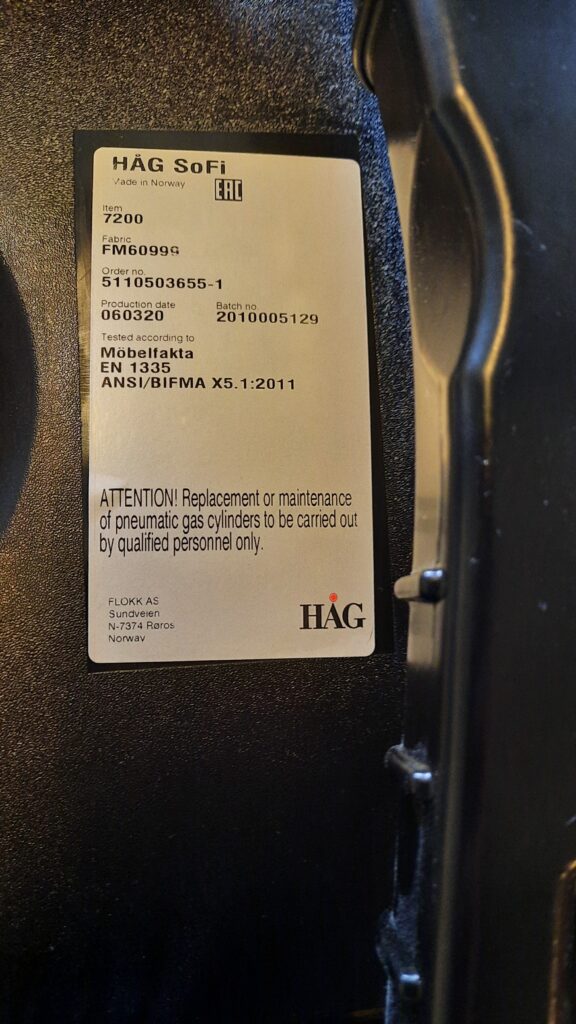 HÅG SoFi
Made in Norway EAC
Item
7200
Fabric
FM60999
Order no.
5110503655-1
Production date Batch no
060320 2010005129
Tested according to
Möbelfakta
EN 1335
ANSI/BIFMA X5.1:2011
ATTENTION! Replacement or maintenance
of pneumatic gas cylinders to be carried out
by qualified personnel only.
FLOKK AS
Sundveien
N-7374 Røros
Norway
HÅG